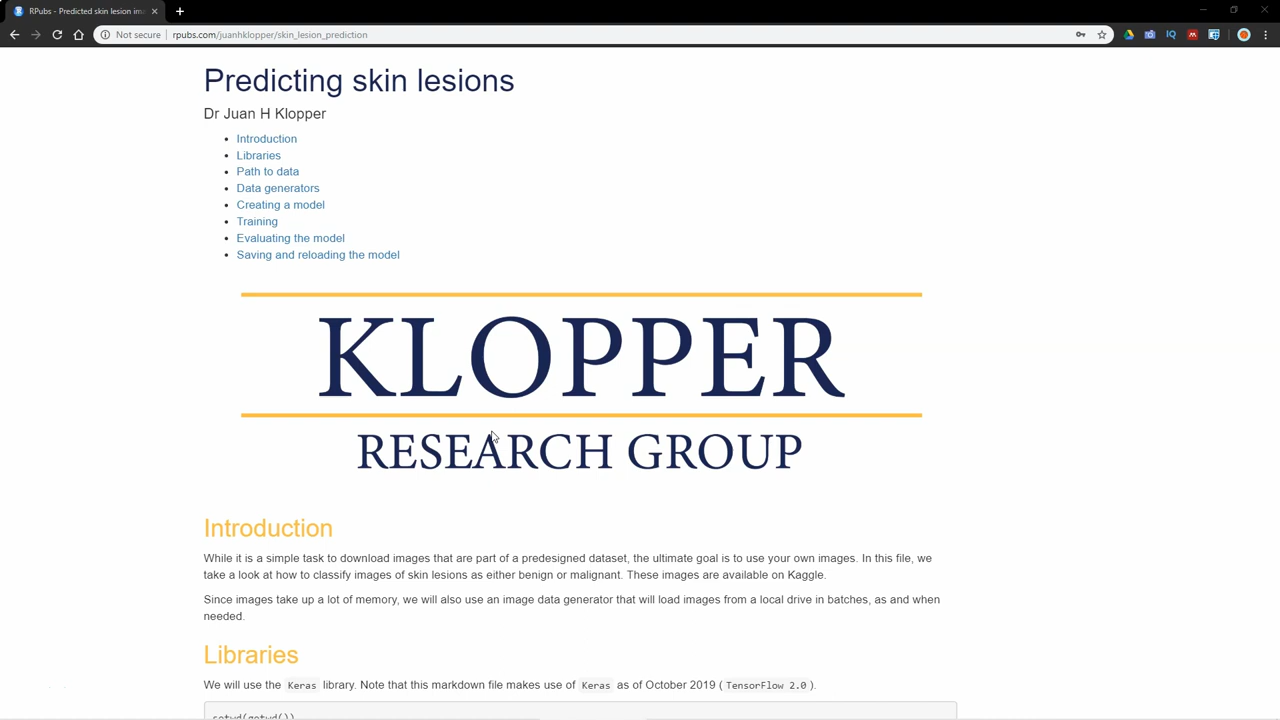 RPubs - Predicted skin lesion im
Not secure | rpubs.com/juanhklopper/skin_lesion_prediction
Predicting skin lesions
Dr Juan H Klopper
Introduction
Libraries
Path to data
Data generators
Creating a model
Training
Evaluating the model
Saving and reloading the model
KLOPPER
RESEARCH GROUP
Introduction
While it is a simple task to download images that are part of a predesigned dataset, the ultimate goal is to use your own images. In this file, we
take a look at how to classify images of skin lesions as either benign or malignant. These images are available on Kaggle.
Since images take up a lot of memory, we will also use an image data generator that will load images from a local drive in batches, as and when
needed.
Libraries
We will use the Keras library. Note that this markdown file makes use of Keras as of October 2019 ( TensorFlow 2.0 ).
setwd(getwd())